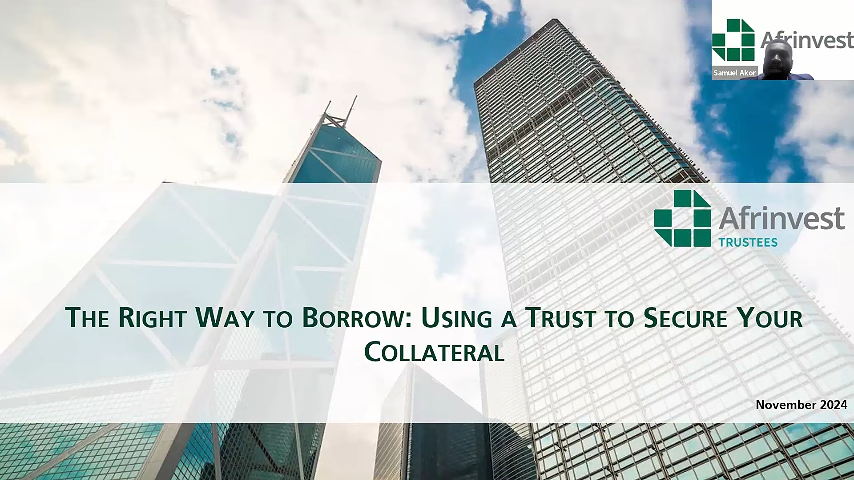 Afrinvest
Samuel Akor
Afrinvest
TRUSTEES
THE RIGHT WAY TO BORROW: USING A TRUST TO SECURE YOUR
COLLATERAL
November 2024